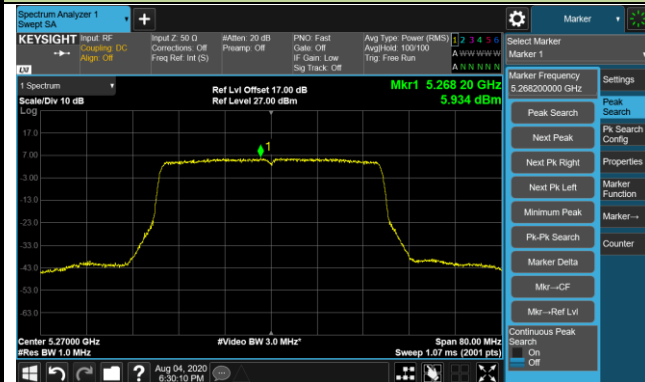 Spectrum Analyzer 1
Swept SA
+
Marker
KEYSIGHT
Input: RF
Coupling: DC
Align: Off
Input Z: 50 Ω
Corrections: Off
Freq Ref: Int (S)
#Atten: 20 dB
Preamp: Off
PNO: Fast
Gate: Off
IF Gain: Low
Sig Track: Off
Avg Type: Power (RMS)
Avg|Hold: 100/100
Trig: Free Run
1 2 3 4 5 6
A W W W W W
A N N N N N
LXI
Select Marker
Marker 1
1 Spectrum
Scale/Div 10 dB
Log
Ref Lvl Offset 17.00 dB
Ref Level 27.00 dBm
Mkr1 5.268 20 GHz
5.934 dBm
17.0
7.00
-3.00
-13.0
-23.0
-33.0
-43.0
-53.0
-63.0
1
Center 5.27000 GHz
#Res BW 1.0 MHz
#Video BW 3.0 MHz*
Span 80.00 MHz
Sweep 1.07 ms (2001 pts)
Marker Frequency
5.268200000 GHz
Peak Search
Next Peak
Next Pk Right
Next Pk Left
Minimum Peak
Pk-Pk Search
Marker Delta
Mkr→CF
Mkr→Ref Lvl
Continuous Peak
Search
On
Off
Settings
Peak
Search
Pk Search
Config
Properties
Marker
Function
Marker→
Counter
?
Aug 04, 2020
6:30:10 PM